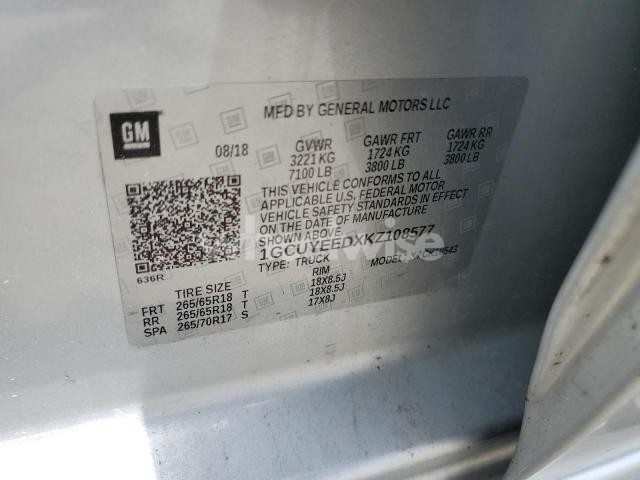 MFD BY GENERAL MOTORS LLC
GM
08/18 GVWR GAWR FRT GAWR RR
3221 KG 1724 KG 1724 KG
7100 LB 3800 LB 3800 LB
THIS VEHICLE CONFORMS TO ALL
APPLICABLE U.S. FEDERAL MOTOR
VEHICLE SAFETY STANDARDS IN EFFECT
ON THE DATE OF MANUFACTURE
SHOWN ABOVE.
1GCUYEEDXKZ108577
TYPE: TRUCK MODEL:
636R
TIRE SIZE RIM
FRT 265/65R18 T 18X8.5J
RR 265/65R18 T 18X8.5J
SPA 265/70R17 S 17X8J